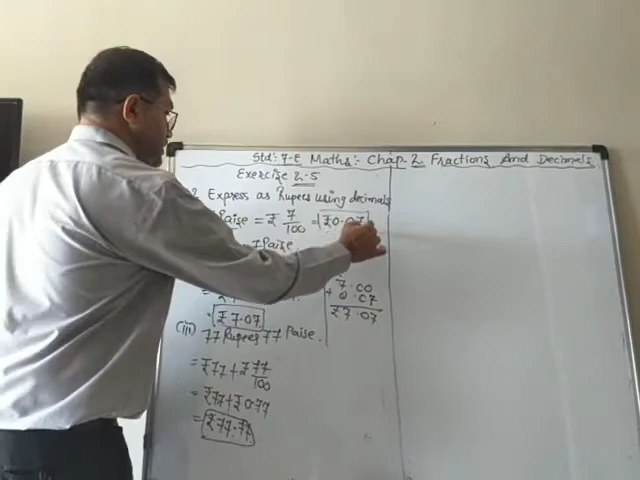 Std:- 7-E Maths:- Chap-2 Fractions And Decimals
Exercise 2.5
Express as Rupees using decimals
Paise = ₹ 7/100 = ₹0.07
7 Paise.
7.00
+ 0.07
₹7.07
= ₹7.07
(iii) 77 Rupees 77 Paise.
= ₹77 + ₹77/100
= ₹77 + ₹0.77
= ₹77.77